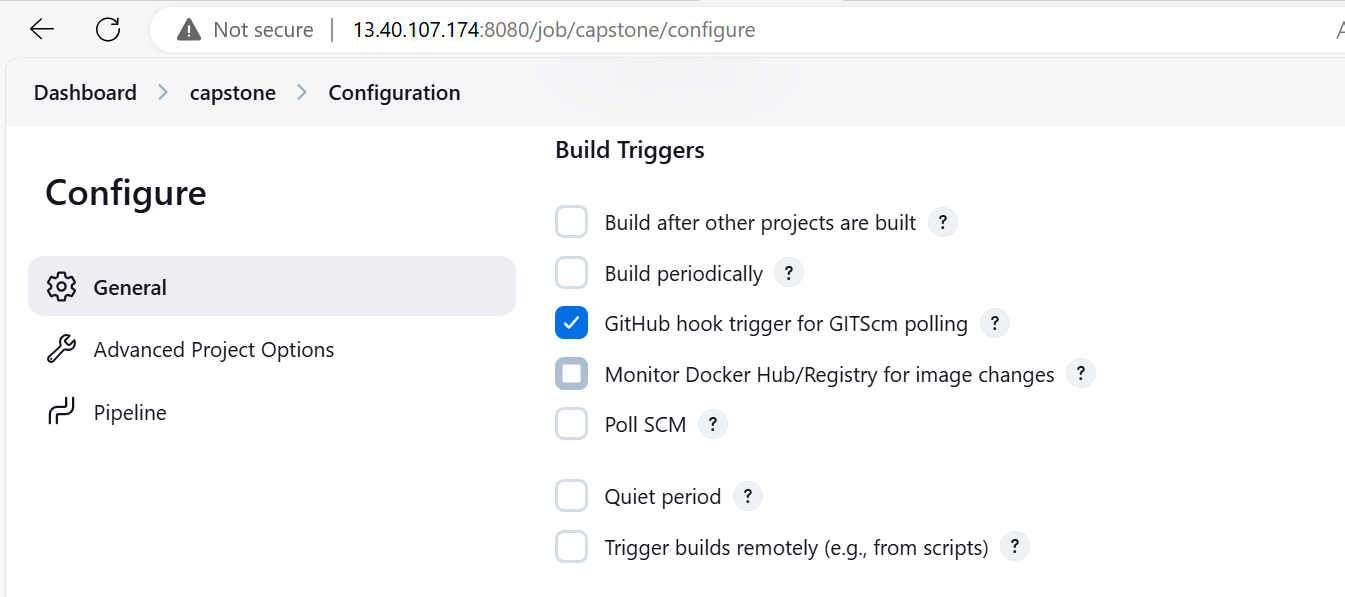 Not secure | 13.40.107.174:8080/job/capstone/configure
Dashboard > capstone > Configuration
Configure
General
Advanced Project Options
Pipeline
Build Triggers
Build after other projects are built ?
Build periodically ?
GitHub hook trigger for GITScm polling ?
Monitor Docker Hub/Registry for image changes ?
Poll SCM ?
Quiet period ?
Trigger builds remotely (e.g., from scripts) ?